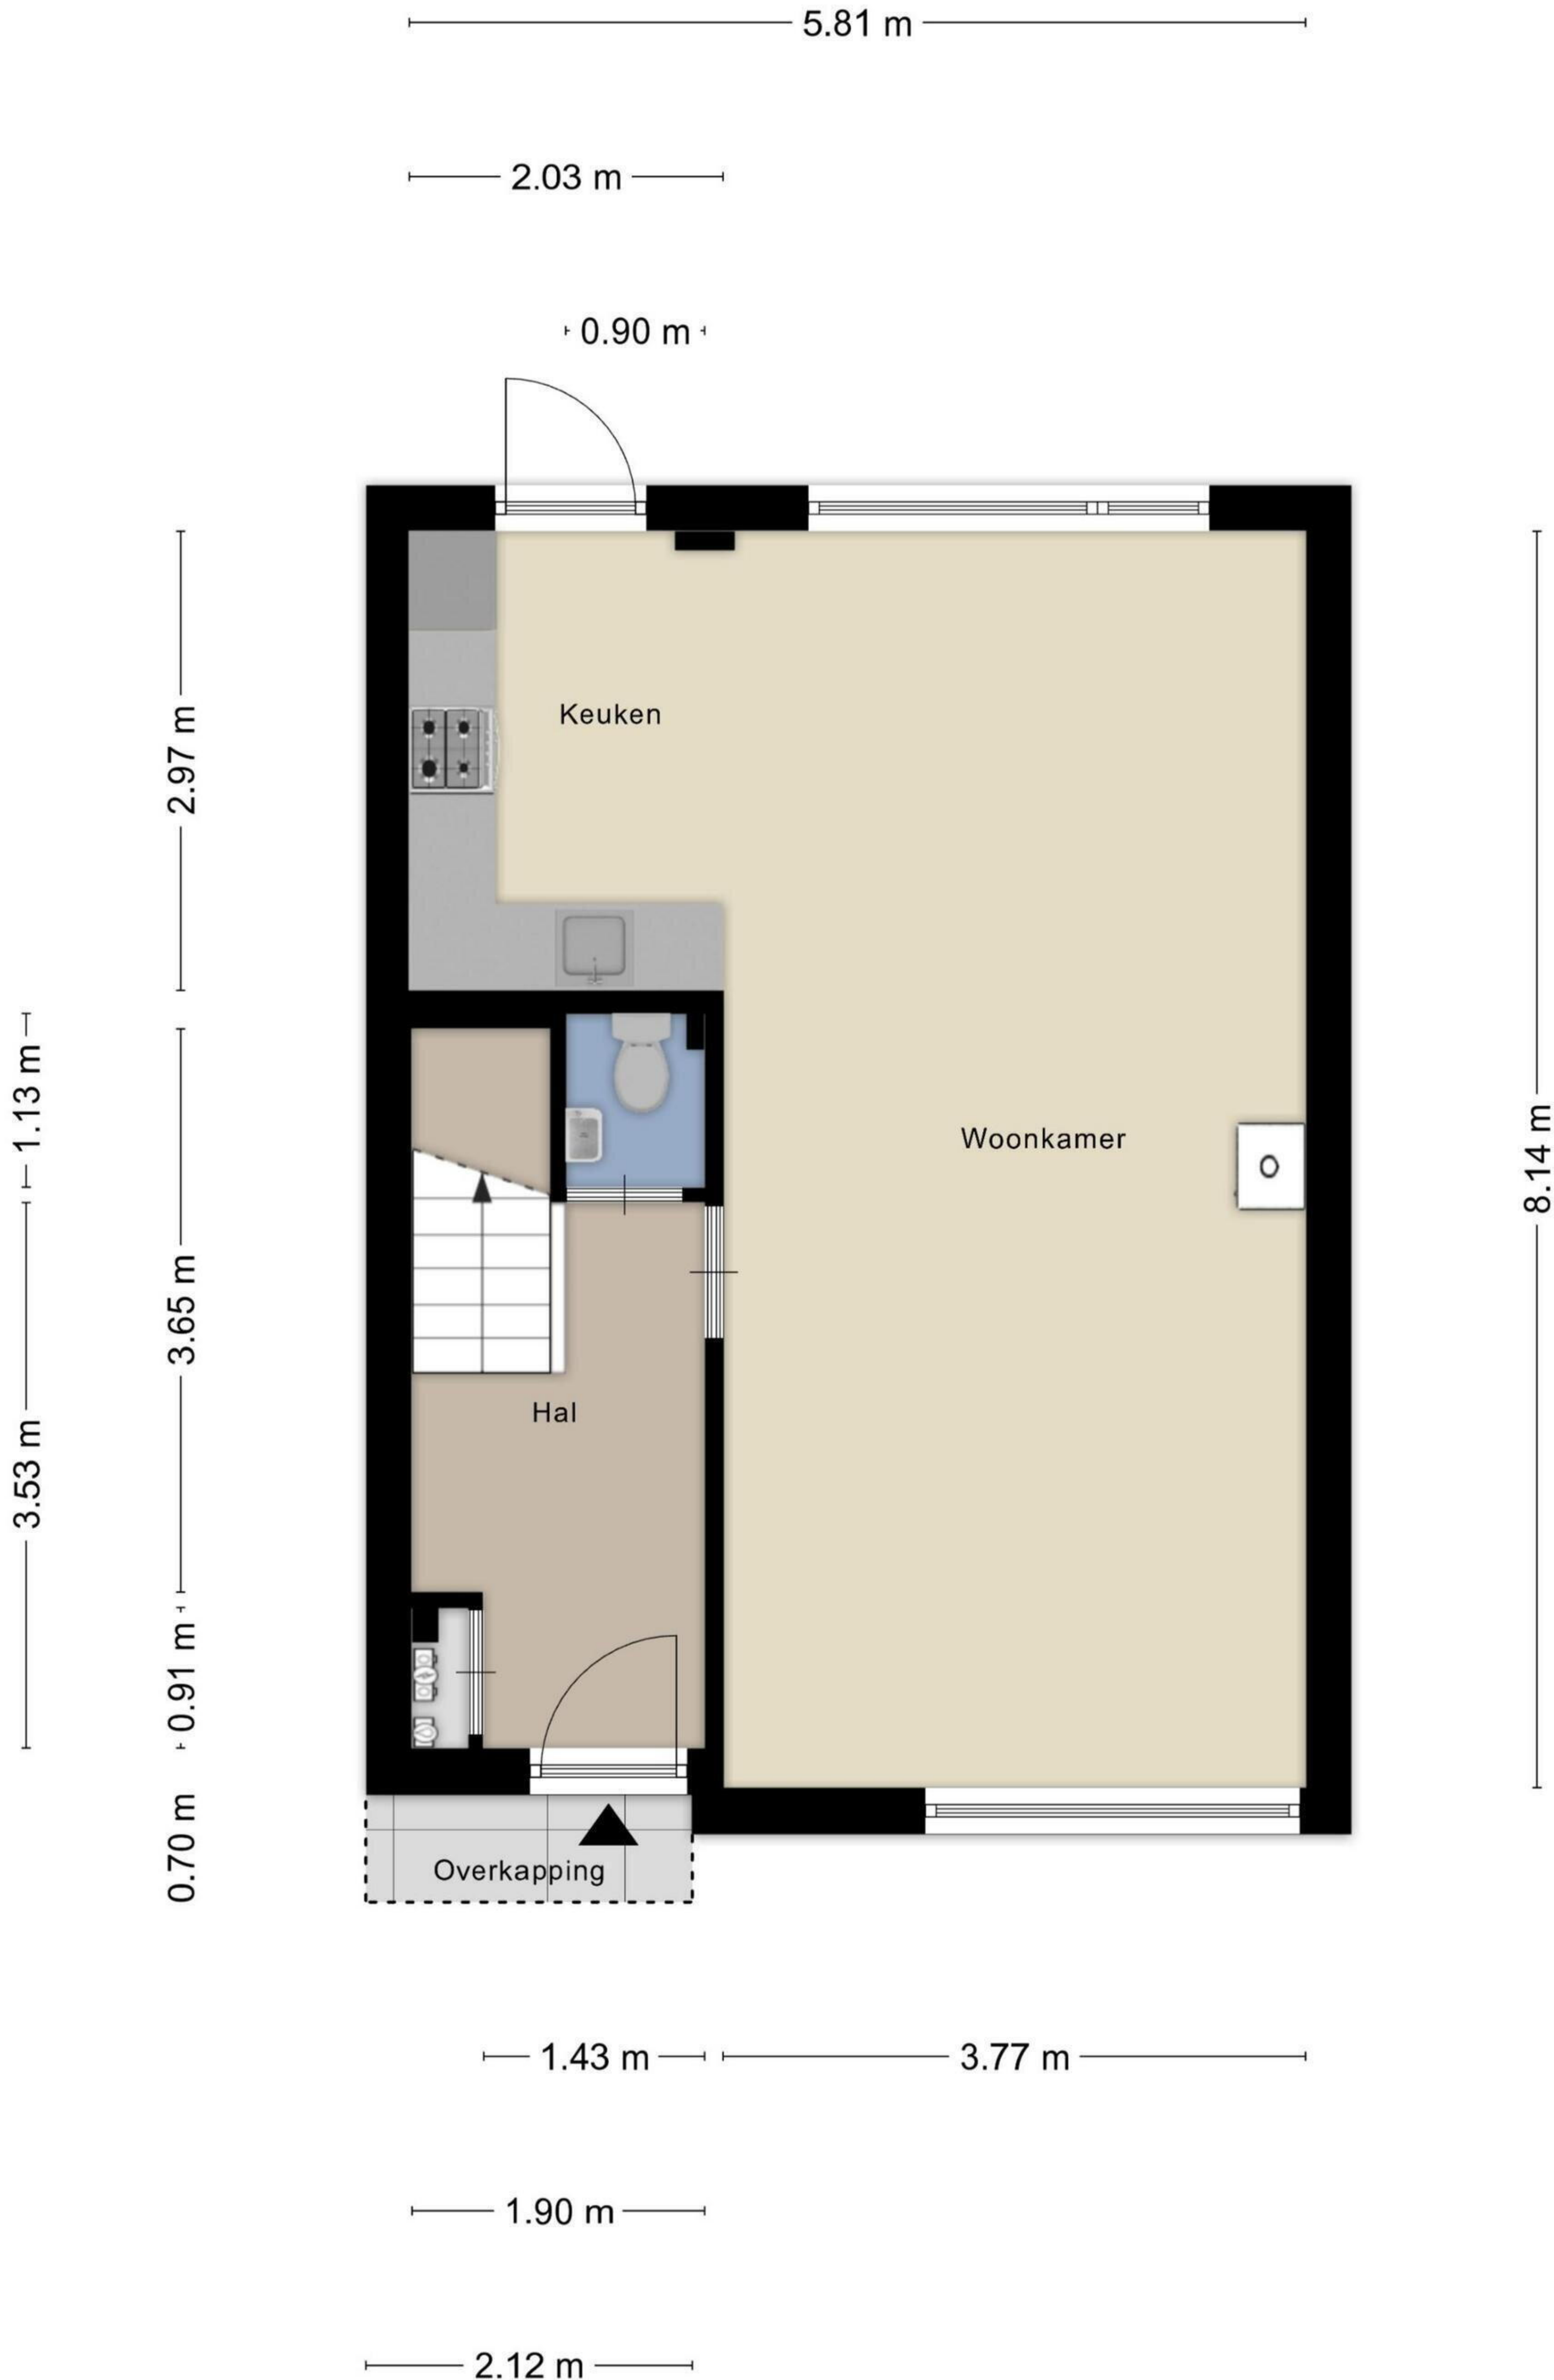 5.81 m
2.03 m
0.90 m
Keuken
2.97 m
1.13 m
Woonkamer
8.14 m
3.65 m
Hal
3.53 m
0.91 m
0.70 m
Overkapping
1.43 m
3.77 m
1.90 m
2.12 m